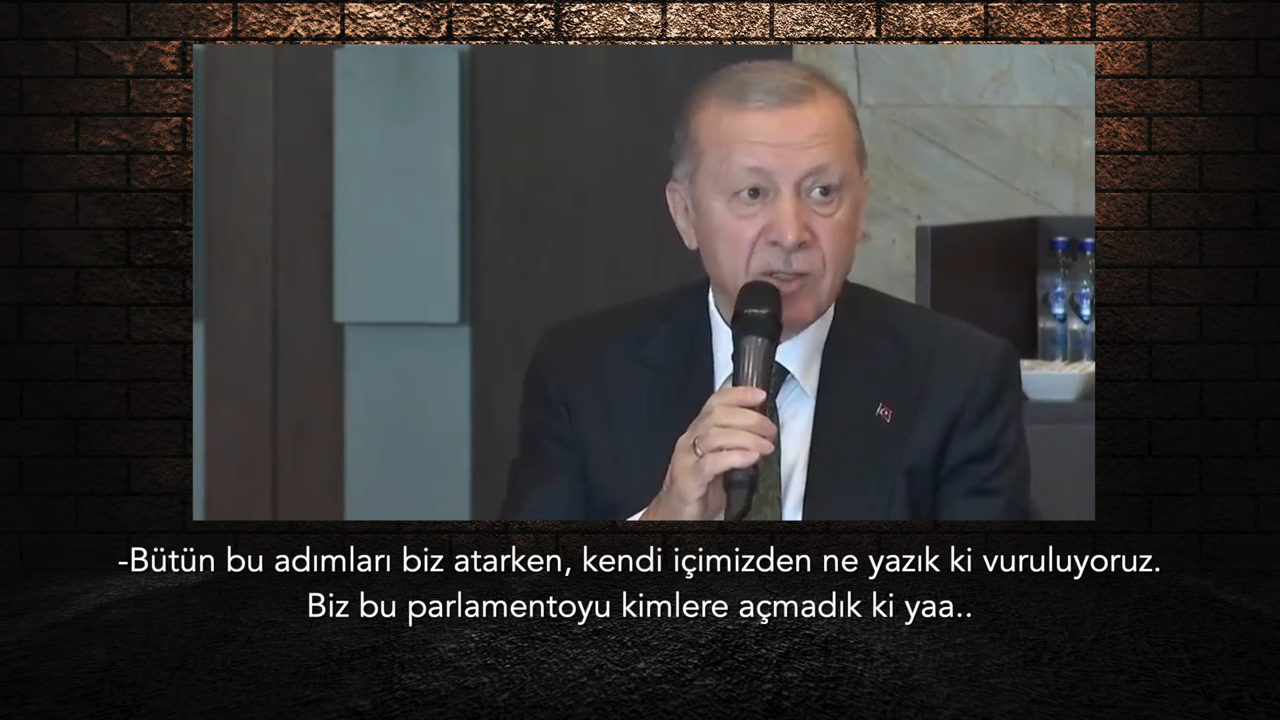 -Bütün bu adımları biz atarken, kendi içimizden ne yazık ki vuruluyoruz.
Biz bu parlamentoyu kimlere açmadık ki yaa..